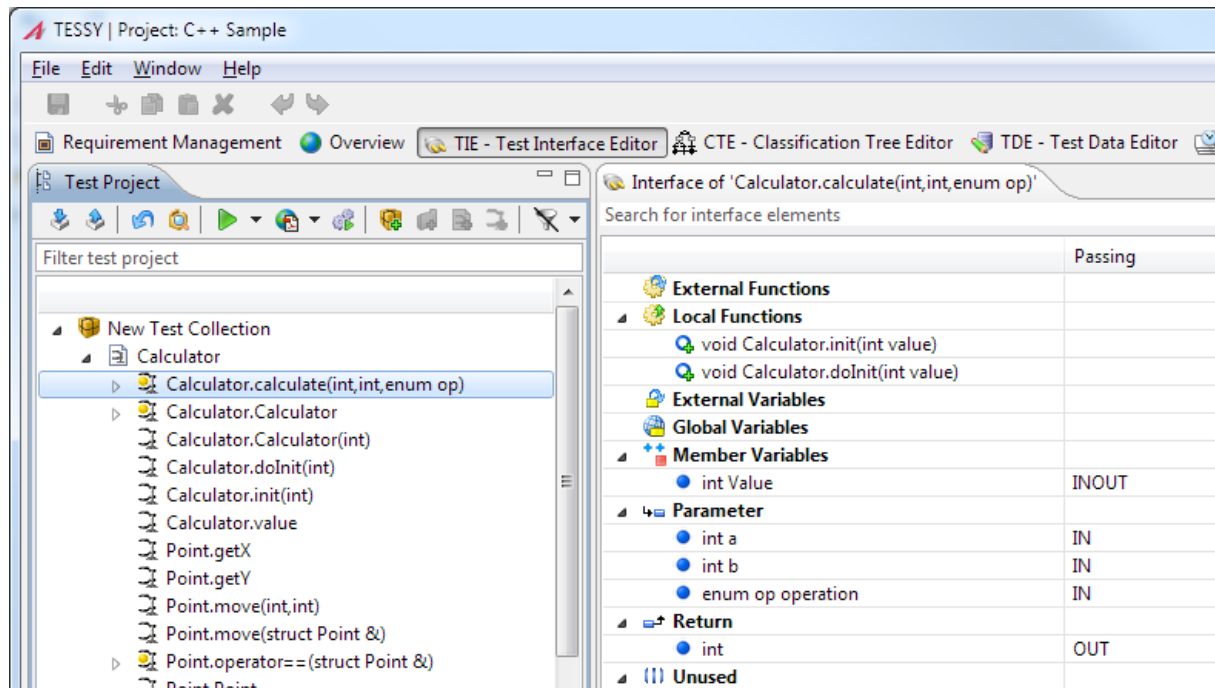 TESSY | Project: C++ Sample
File Edit Window Help
Requirement Management Overview TIE - Test Interface Editor CTE - Classification Tree Editor TDE - Test Data Editor
Test Project
Filter test project
New Test Collection
Calculator
Calculator.calculate(int,int,enum op)
Calculator.Calculator
Calculator.Calculator(int)
Calculator.doInit(int)
Calculator.init(int)
Calculator.value
Point.getX
Point.getY
Point.move(int,int)
Point.move(struct Point &)
Point.operator==(struct Point &)
Point.Point
Interface of 'Calculator.calculate(int,int,enum op)'
Search for interface elements
Passing
External Functions
Local Functions
void Calculator.init(int value)
void Calculator.doInit(int value)
External Variables
Global Variables
Member Variables
int Value INOUT
Parameter
int a IN
int b IN
enum op operation IN
Return
int OUT
Unused